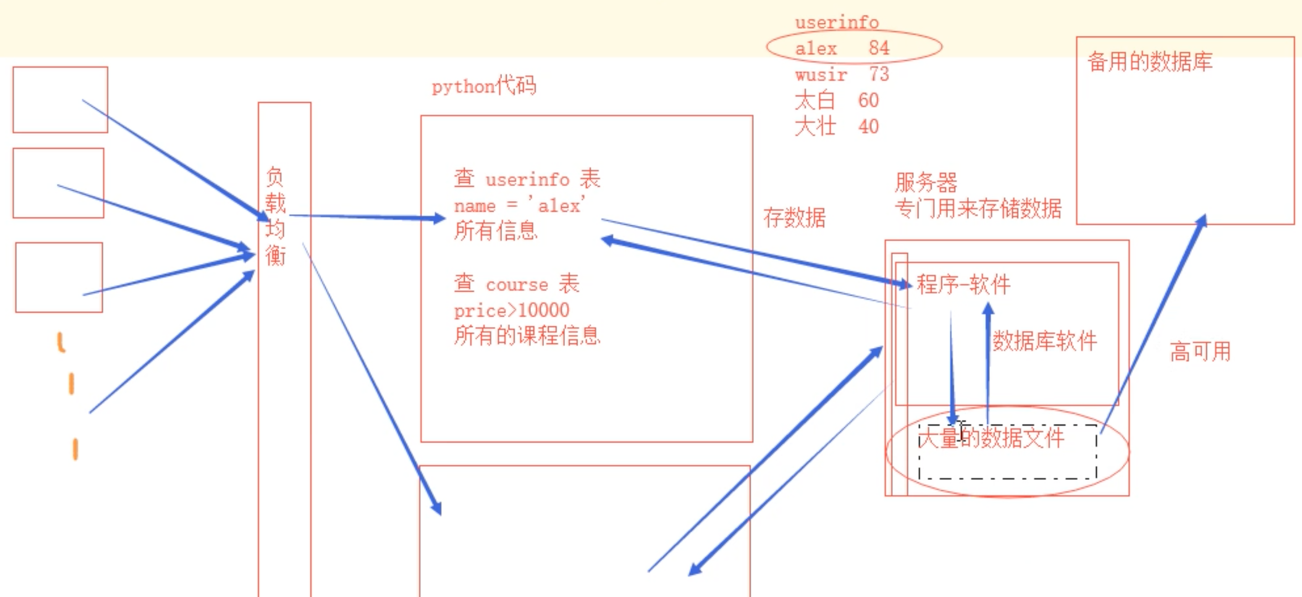 userinfo
alex 84
wusir 73
太白 60
大壮 40
备用的数据库
python代码
负
载
均
衡
查 userinfo 表
name = 'alex'
所有信息
查 course 表
price>10000
所有的课程信息
存数据
服务器
专门用来存储数据
程序-软件
数据库软件
大量的数据文件
高可用